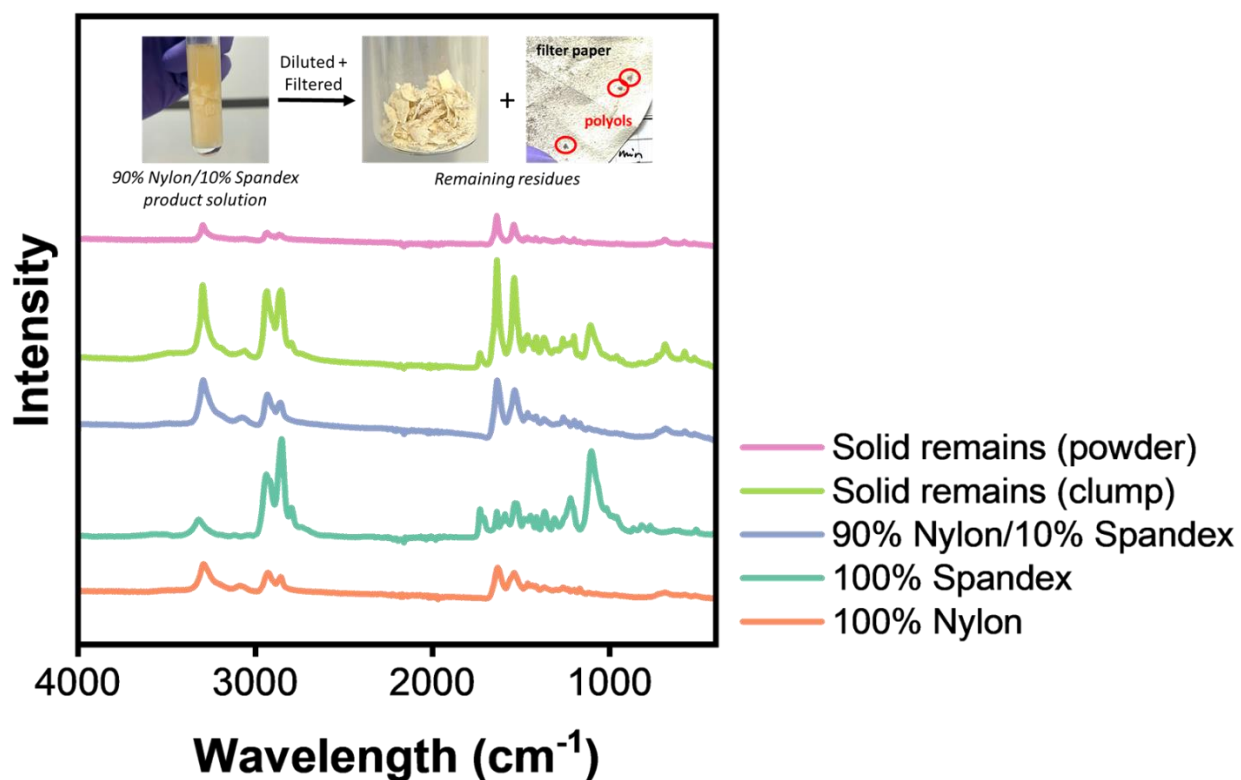 Diluted +
Filtered
+
filter paper
polyols
min
90% Nylon/10% Spandex
product solution
Remaining residues
Intensity
Solid remains (powder)
Solid remains (clump)
90% Nylon/10% Spandex
100% Spandex
100% Nylon
4000 3000 2000 1000
Wavelength (cm⁻¹)